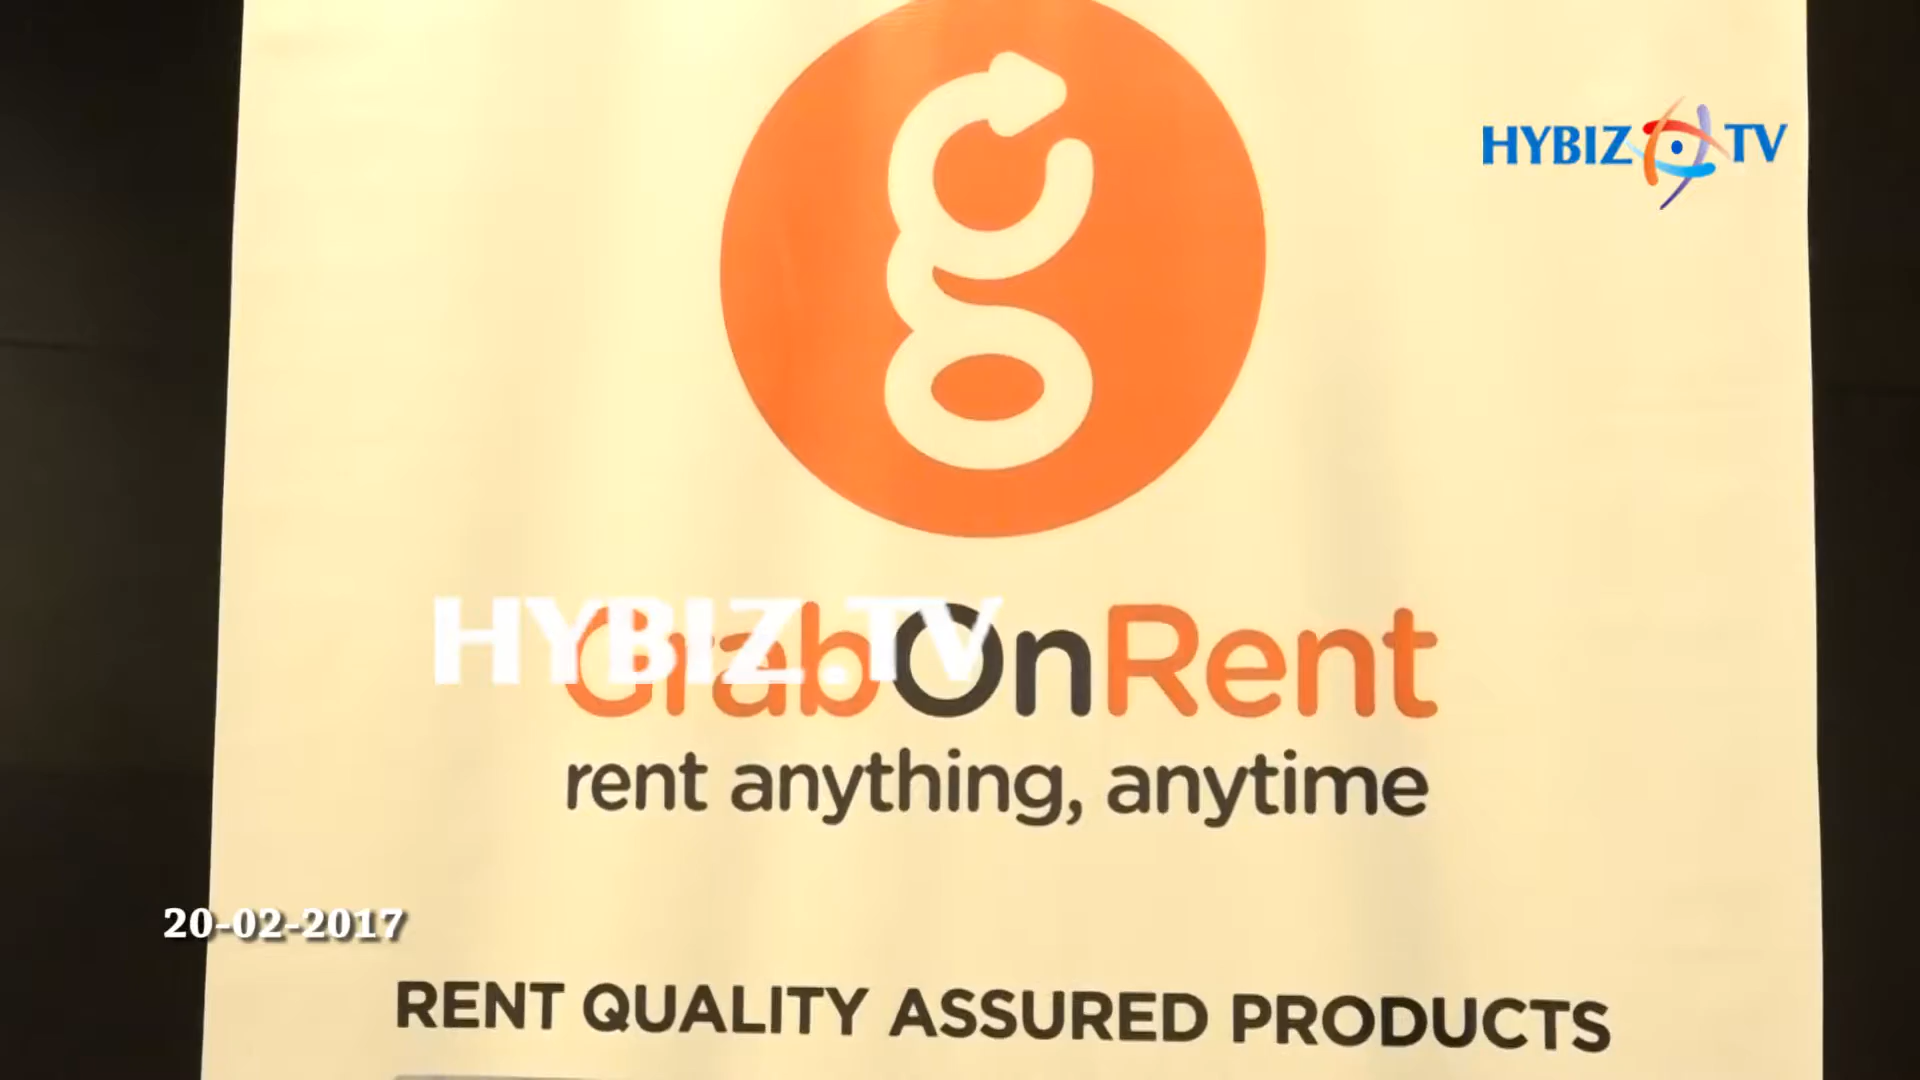 HYBIZ TV
HYBIZ.TV
GrabOnRent
rent anything, anytime
20-02-2017
RENT QUALITY ASSURED PRODUCTS